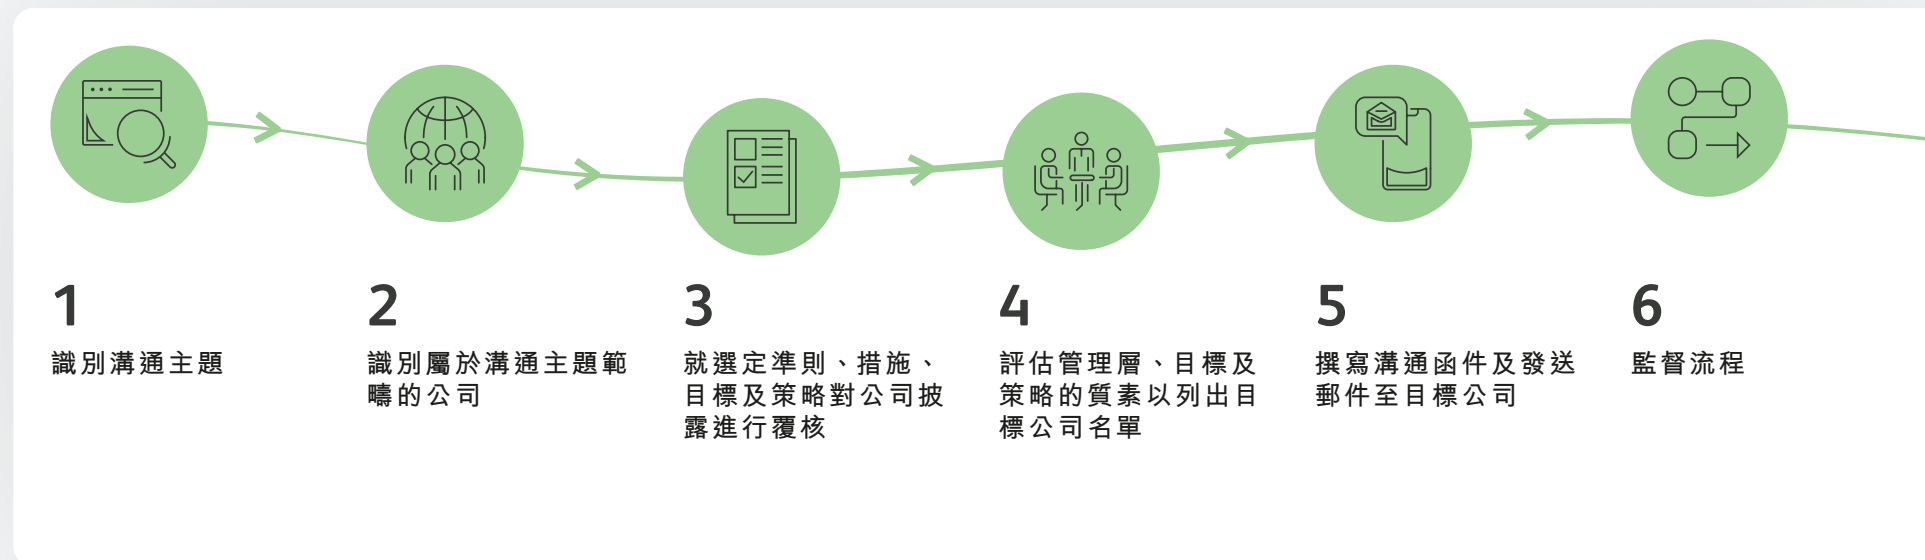 1
識別溝通主題
2
識別屬於溝通主題範
疇的公司
3
就選定準則、措施、
目標及策略對公司披
露進行覆核
4
評估管理層、目標及
策略的質素以列出目
標公司名單
5
撰寫溝通函件及發送
郵件至目標公司
6
監督流程